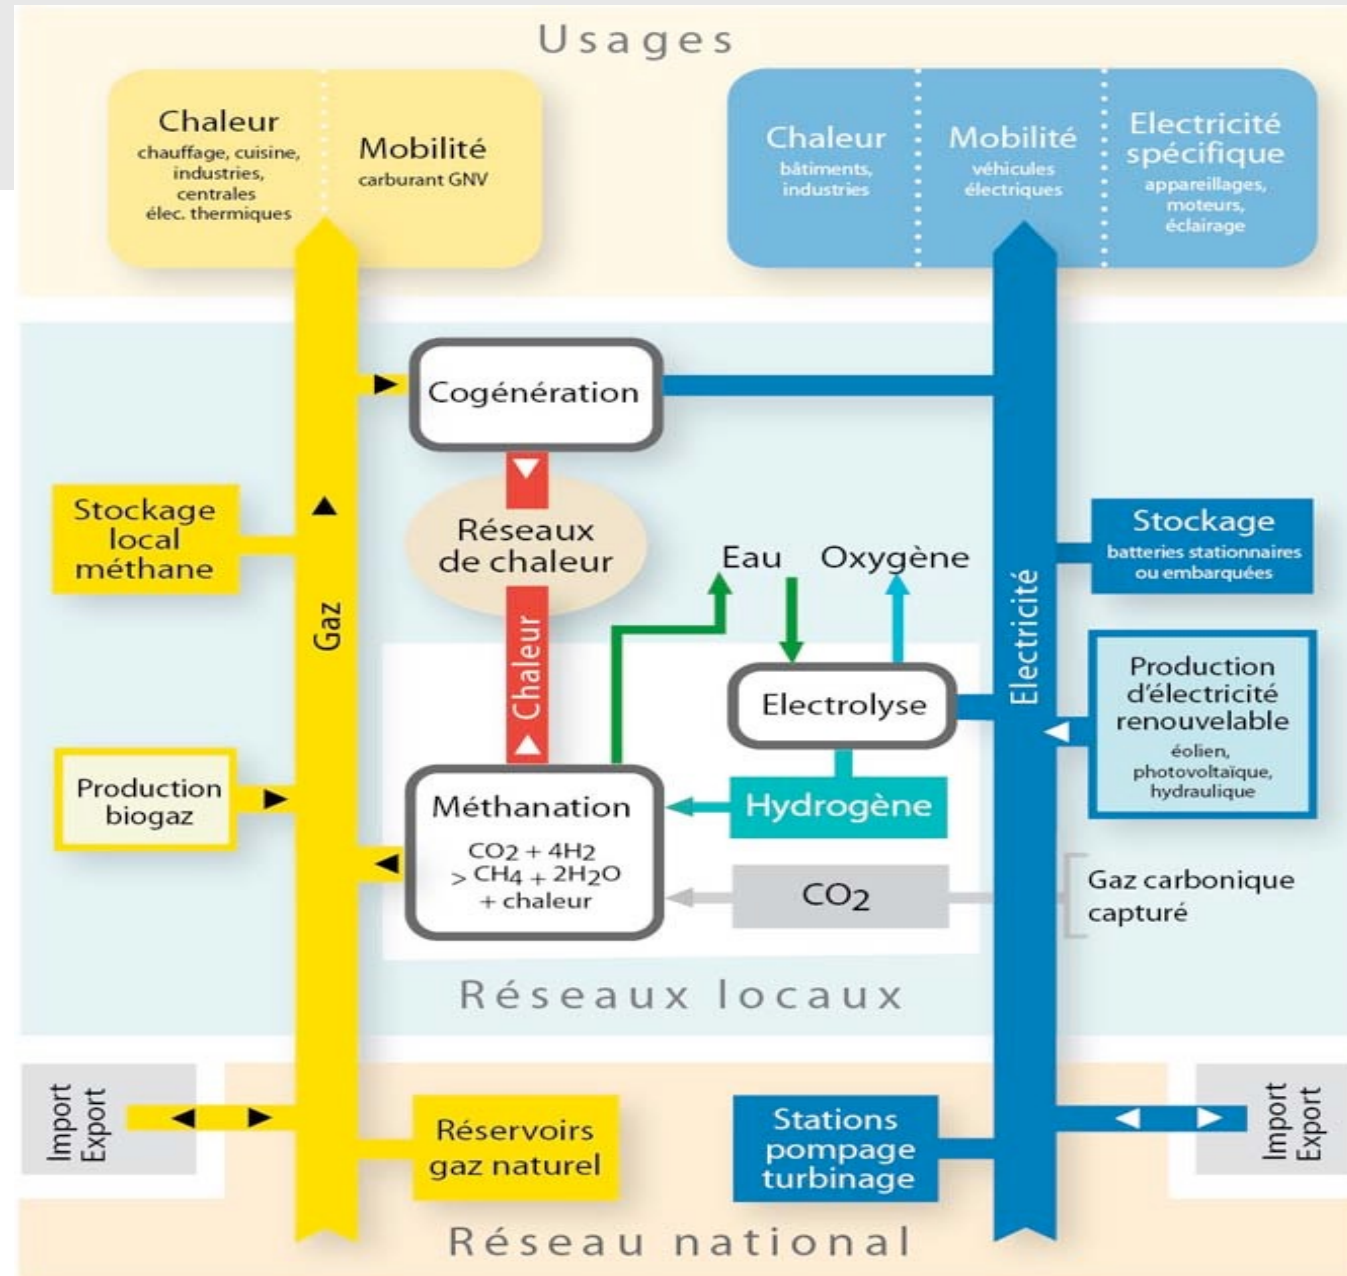 Usages
Chaleur
chauffage, cuisine,
industries,
centrales
élec. thermiques
Mobilité
carburant GNV
Chaleur
bâtiments,
industries
Mobilité
véhicules
électriques
Electricité
spécifique
appareillages,
moteurs,
éclairage
Cogénération
Stockage
local
méthane
Réseaux
de chaleur
Eau
Oxygène
Stockage
batteries stationnaires
ou embarquées
Gaz
Chaleur
Electricité
Electrolyse
Production
d'électricité
renouvelable
éolien,
photovoltaïque,
hydraulique
Production
biogaz
Méthanation
CO2 + 4H2
> CH4 + 2H2O
+ chaleur
Hydrogène
CO2
Gaz carbonique
capturé
Réseaux locaux
Import
Export
Réservoirs
gaz naturel
Stations
pompage
turbinage
Import
Export
Réseau national